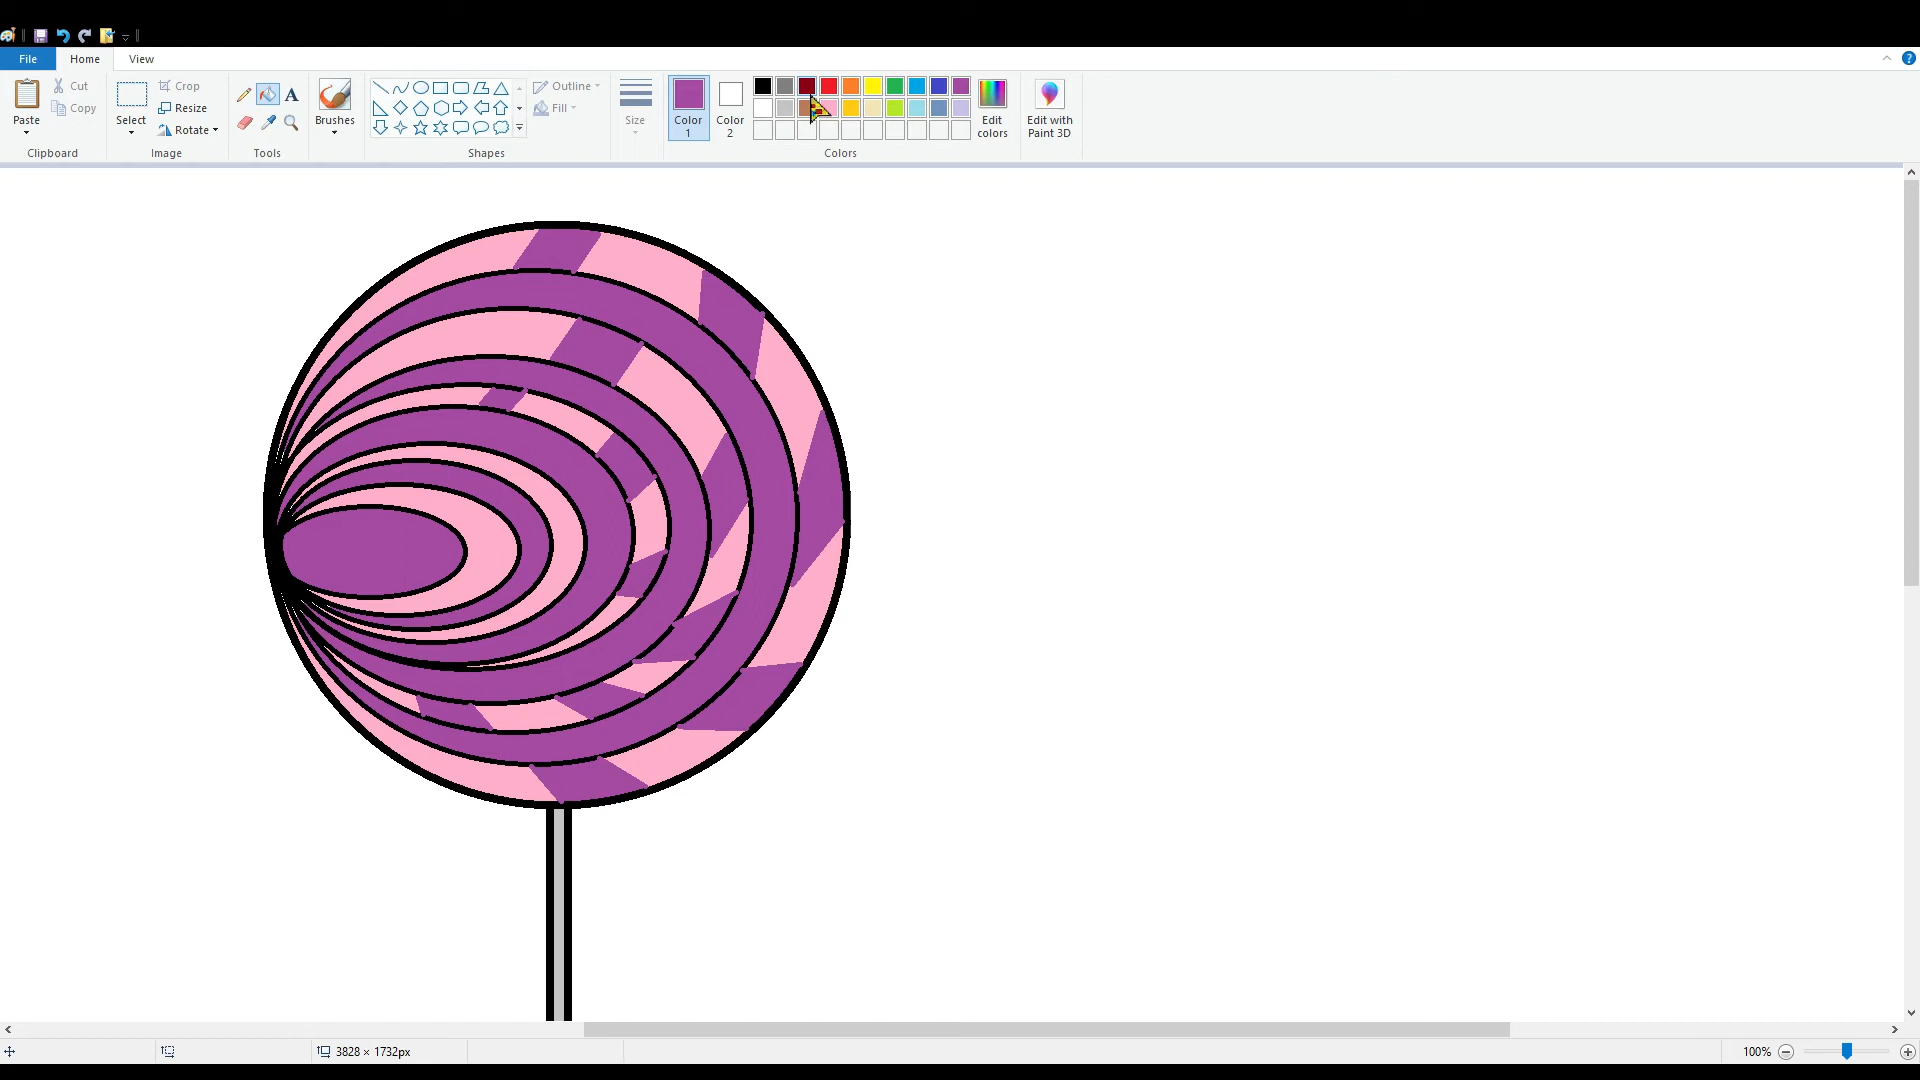 File Home View
Paste
Cut
Copy
Clipboard
Select
Crop
Resize
Rotate
Image
A
Tools
Brushes
Outline
Fill
Shapes
Size
Color 1
Color 2
Edit colors
Colors
Edit with Paint 3D
3828 × 1732px
100%